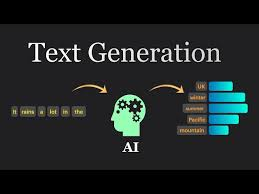 Text Generation
It rains a lot in the
AI
UK
winter
summer
Pacific
mountain